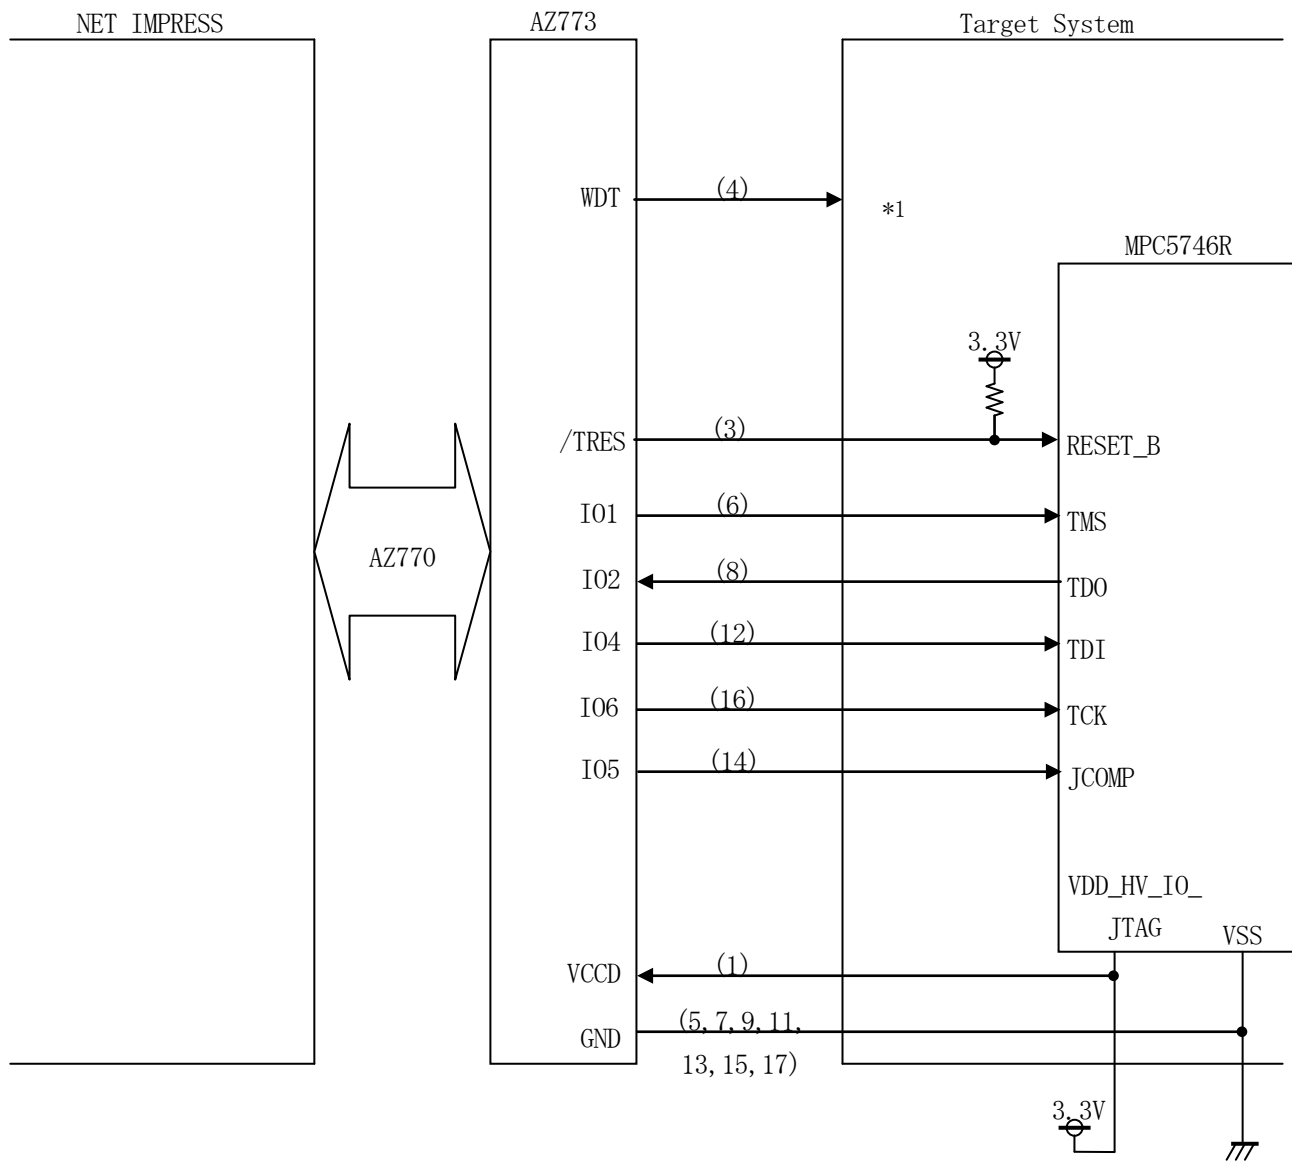 NET IMPRESS
AZ773
Target System
WDT
(4)
*1
MPC5746R
3.3V
/TRES
(3)
RESET_B
IO1
(6)
TMS
AZ770
IO2
(8)
TDO
IO4
(12)
TDI
IO6
(16)
TCK
IO5
(14)
JCOMP
VDD_HV_IO_
JTAG
VSS
VCCD
(1)
GND
(5,7,9,11,
13,15,17)
3.3V